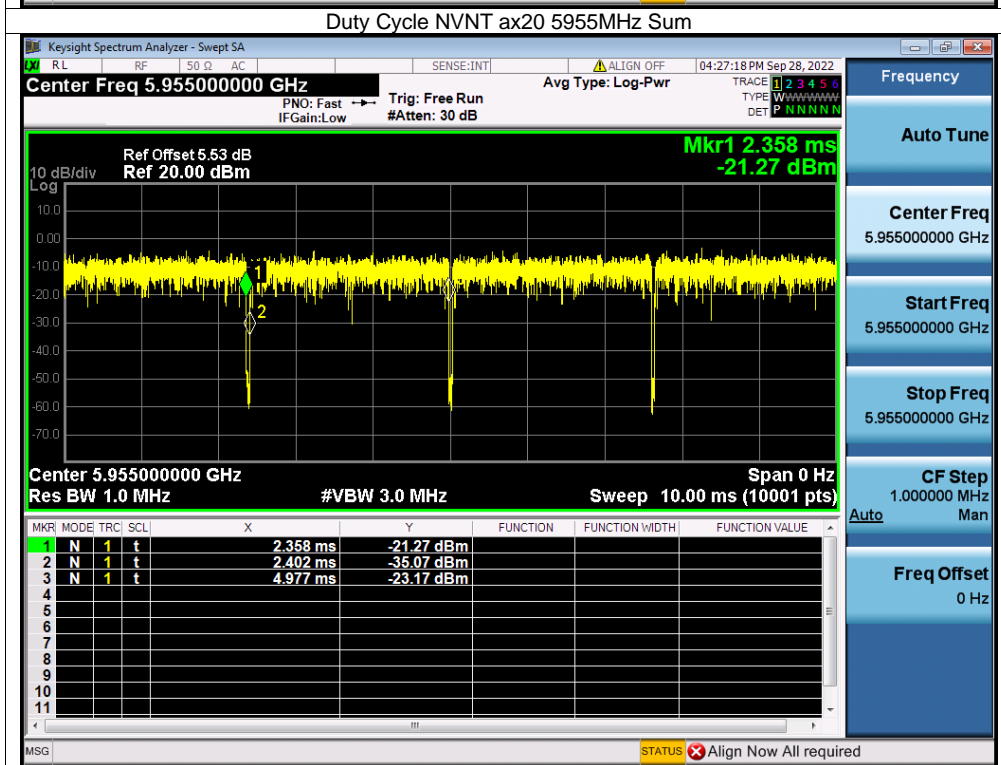 Duty Cycle NVNT ax20 5955MHz Sum
Keysight Spectrum Analyzer - Swept SA
LXI RL RF 50 Ω AC SENSE:INT ALIGN OFF 04:27:18 PM Sep 28, 2022
Center Freq 5.955000000 GHz Avg Type: Log-Pwr TRACE 1 2 3 4 5 6
PNO: Fast Trig: Free Run TYPE WWWWWW
IFGain:Low #Atten: 30 dB DET P N N N N N
Mkr1 2.358 ms
Ref Offset 5.53 dB
10 dB/div Ref 20.00 dBm -21.27 dBm
Log
10.0
0.00
-10.0
-20.0
-30.0
-40.0
-50.0
-60.0
-70.0
1
2
Center 5.955000000 GHz Span 0 Hz
Res BW 1.0 MHz #VBW 3.0 MHz Sweep 10.00 ms (10001 pts)
MKR MODE TRC SCL X Y FUNCTION FUNCTION WIDTH FUNCTION VALUE
1 N 1 t 2.358 ms -21.27 dBm
2 N 1 t 2.402 ms -35.07 dBm
3 N 1 t 4.977 ms -23.17 dBm
4
5
6
7
8
9
10
11
MSG STATUS Align Now All required
Frequency
Auto Tune
Center Freq
5.955000000 GHz
Start Freq
5.955000000 GHz
Stop Freq
5.955000000 GHz
CF Step
1.000000 MHz
Auto Man
Freq Offset
0 Hz